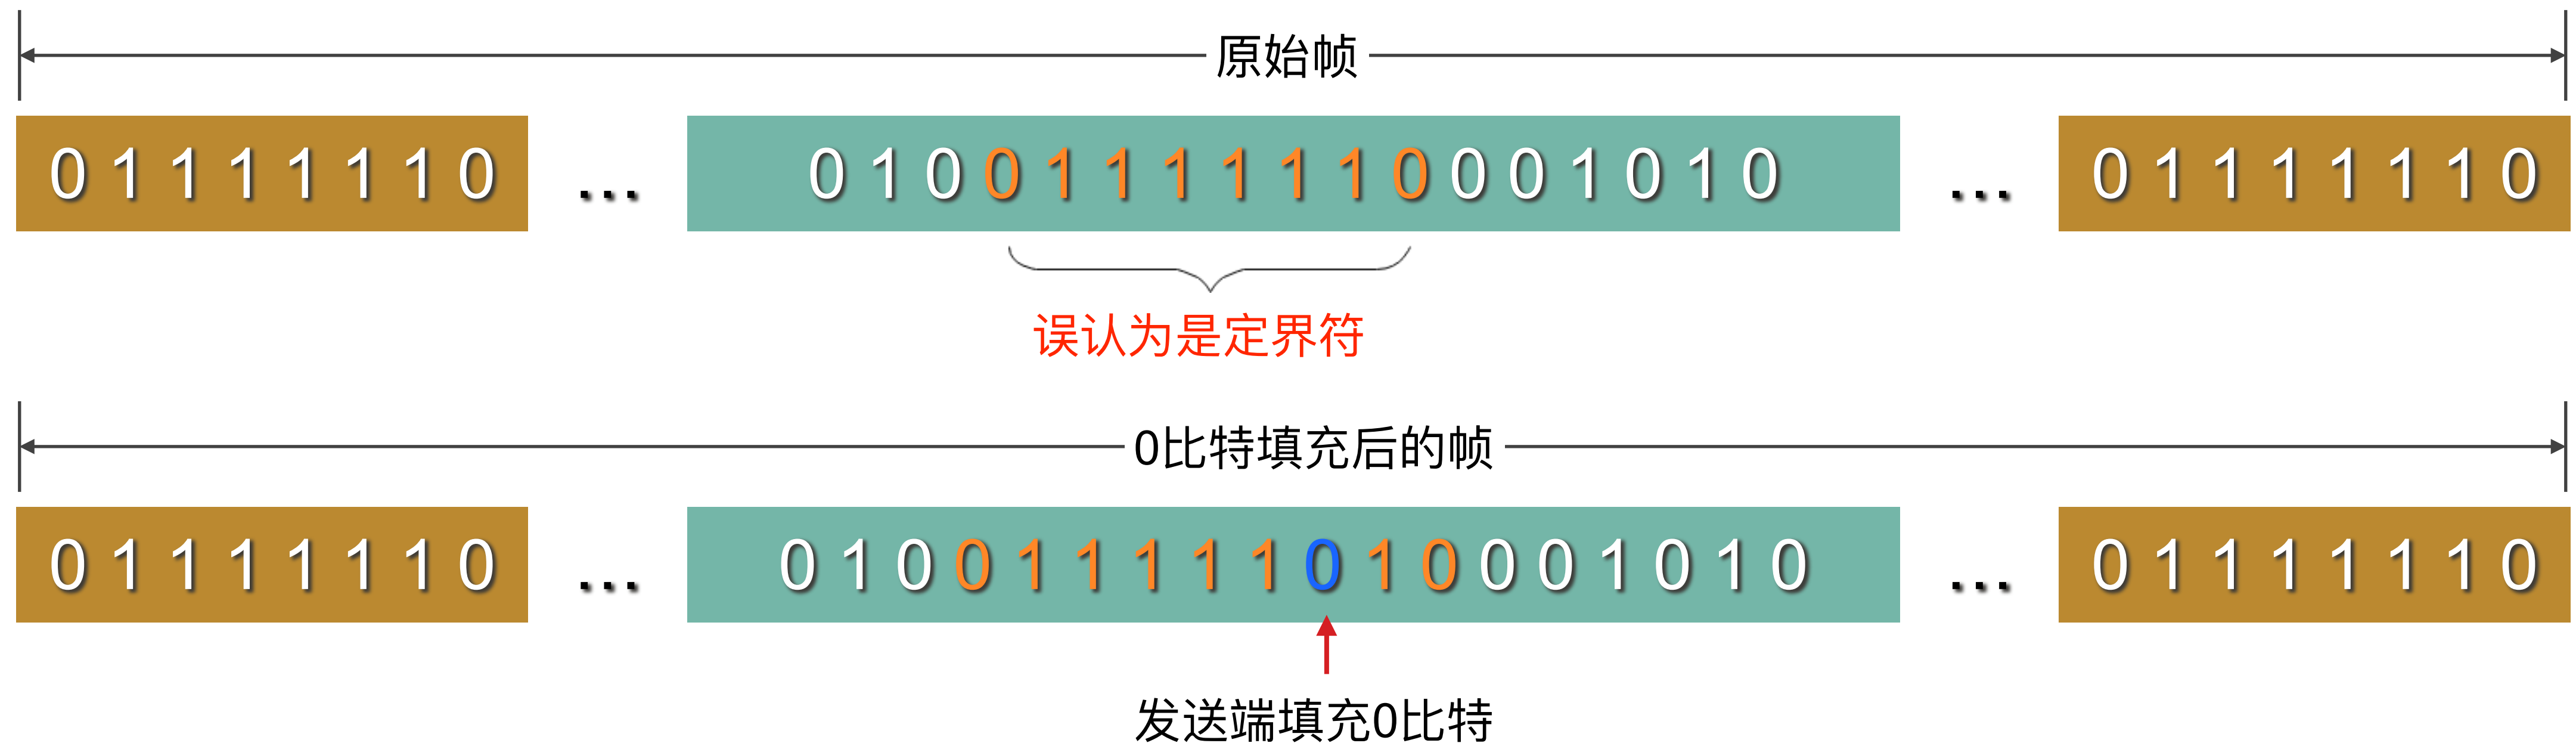 原始帧
0 1 1 1 1 1 1 0 ... 0 1 0 0 1 1 1 1 1 1 0 0 0 1 0 1 0 ... 0 1 1 1 1 1 1 0
误认为是定界符
0比特填充后的帧
0 1 1 1 1 1 1 0 ... 0 1 0 0 1 1 1 1 1 0 1 0 0 0 1 0 1 0 ... 0 1 1 1 1 1 1 0
发送端填充0比特